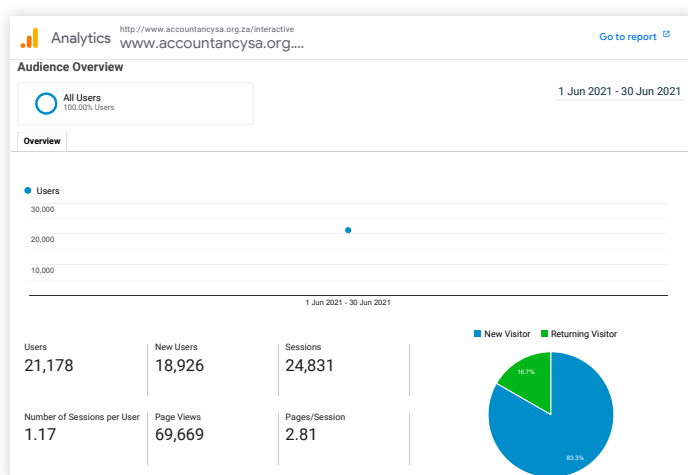 http://www.accountancysa.org.za/interactive
Analytics www.accountancysa.org....
Go to report
Audience Overview
All Users
100.00% Users
1 Jun 2021 - 30 Jun 2021
Overview
Users
30,000
20,000
10,000
1 Jun 2021 - 30 Jun 2021
New Visitor Returning Visitor
Users New Users Sessions
21,178 18,926 24,831
16.7%
Number of Sessions per User Page Views Pages/Session
1.17 69,669 2.81
83.3%